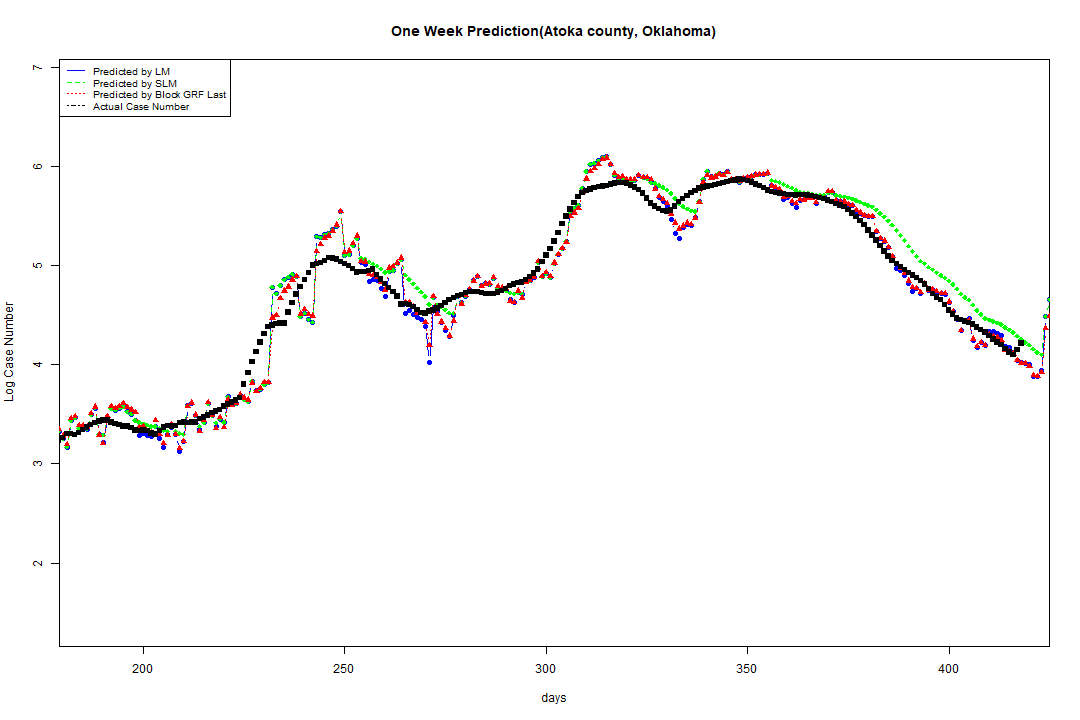 One Week Prediction(Atoka county, Oklahoma)
Predicted by LM
Predicted by SLM
Predicted by Block GRF Last
Actual Case Number
Log Case Number
7
6
5
4
3
2
200 250 300 350 400
days